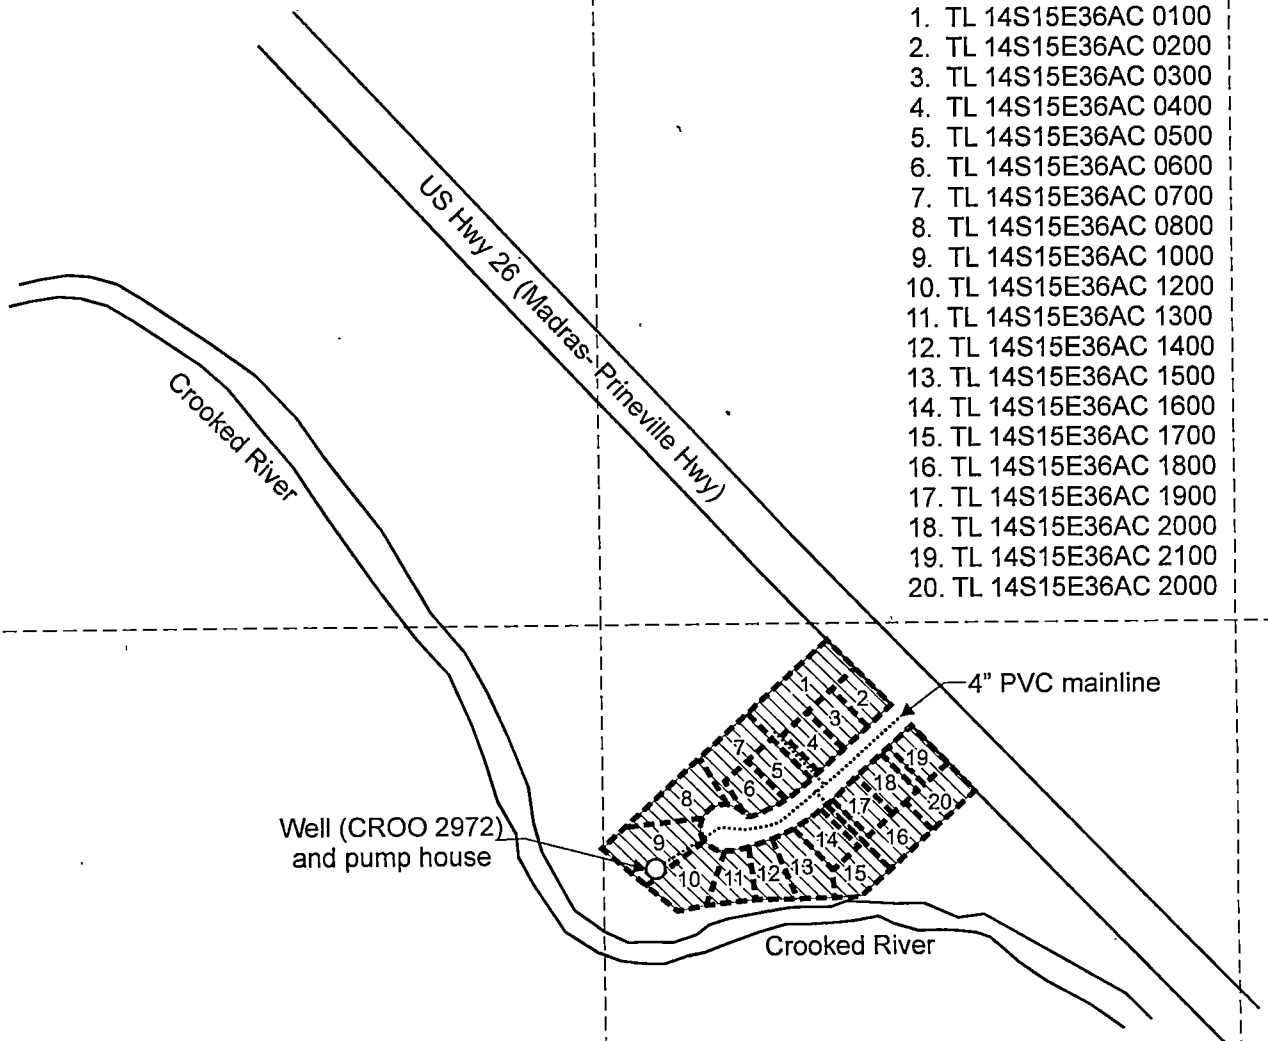 1. TL 14S15E36AC 0100
2. TL 14S15E36AC 0200
3. TL 14S15E36AC 0300
4. TL 14S15E36AC 0400
5. TL 14S15E36AC 0500
6. TL 14S15E36AC 0600
7. TL 14S15E36AC 0700
8. TL 14S15E36AC 0800
9. TL 14S15E36AC 1000
10. TL 14S15E36AC 1200
11. TL 14S15E36AC 1300
12. TL 14S15E36AC 1400
13. TL 14S15E36AC 1500
14. TL 14S15E36AC 1600
15. TL 14S15E36AC 1700
16. TL 14S15E36AC 1800
17. TL 14S15E36AC 1900
18. TL 14S15E36AC 2000
19. TL 14S15E36AC 2100
20. TL 14S15E36AC 2000
US Hwy 26 (Madras- Prineville Hwy)
Crooked River
4" PVC mainline
1
2
3
4
7
5
6
8
9
10
11
12
13
14
15
16
17
18
19
20
Well (CROO 2972)
and pump house
Crooked River